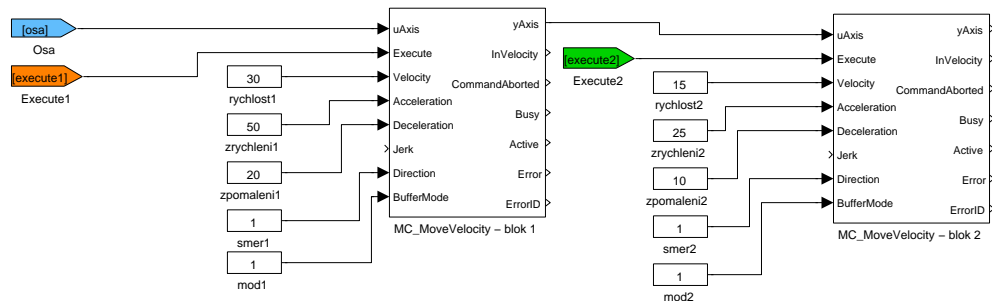 [osa]
Osa
[execute1]
Execute1
30
rychlost1
50
zrychleni1
20
zpomaleni1
1
smer1
1
mod1
uAxis
Execute
Velocity
Acceleration
Deceleration
Jerk
Direction
BufferMode
yAxis
InVelocity
CommandAborted
Busy
Active
Error
ErrorID
MC_MoveVelocity – blok 1
[execute2]
Execute2
15
rychlost2
25
zrychleni2
10
zpomaleni2
1
smer2
1
mod2
uAxis
Execute
Velocity
Acceleration
Deceleration
Jerk
Direction
BufferMode
yAxis
InVelocity
CommandAborted
Busy
Active
Error
ErrorID
MC_MoveVelocity – blok 2